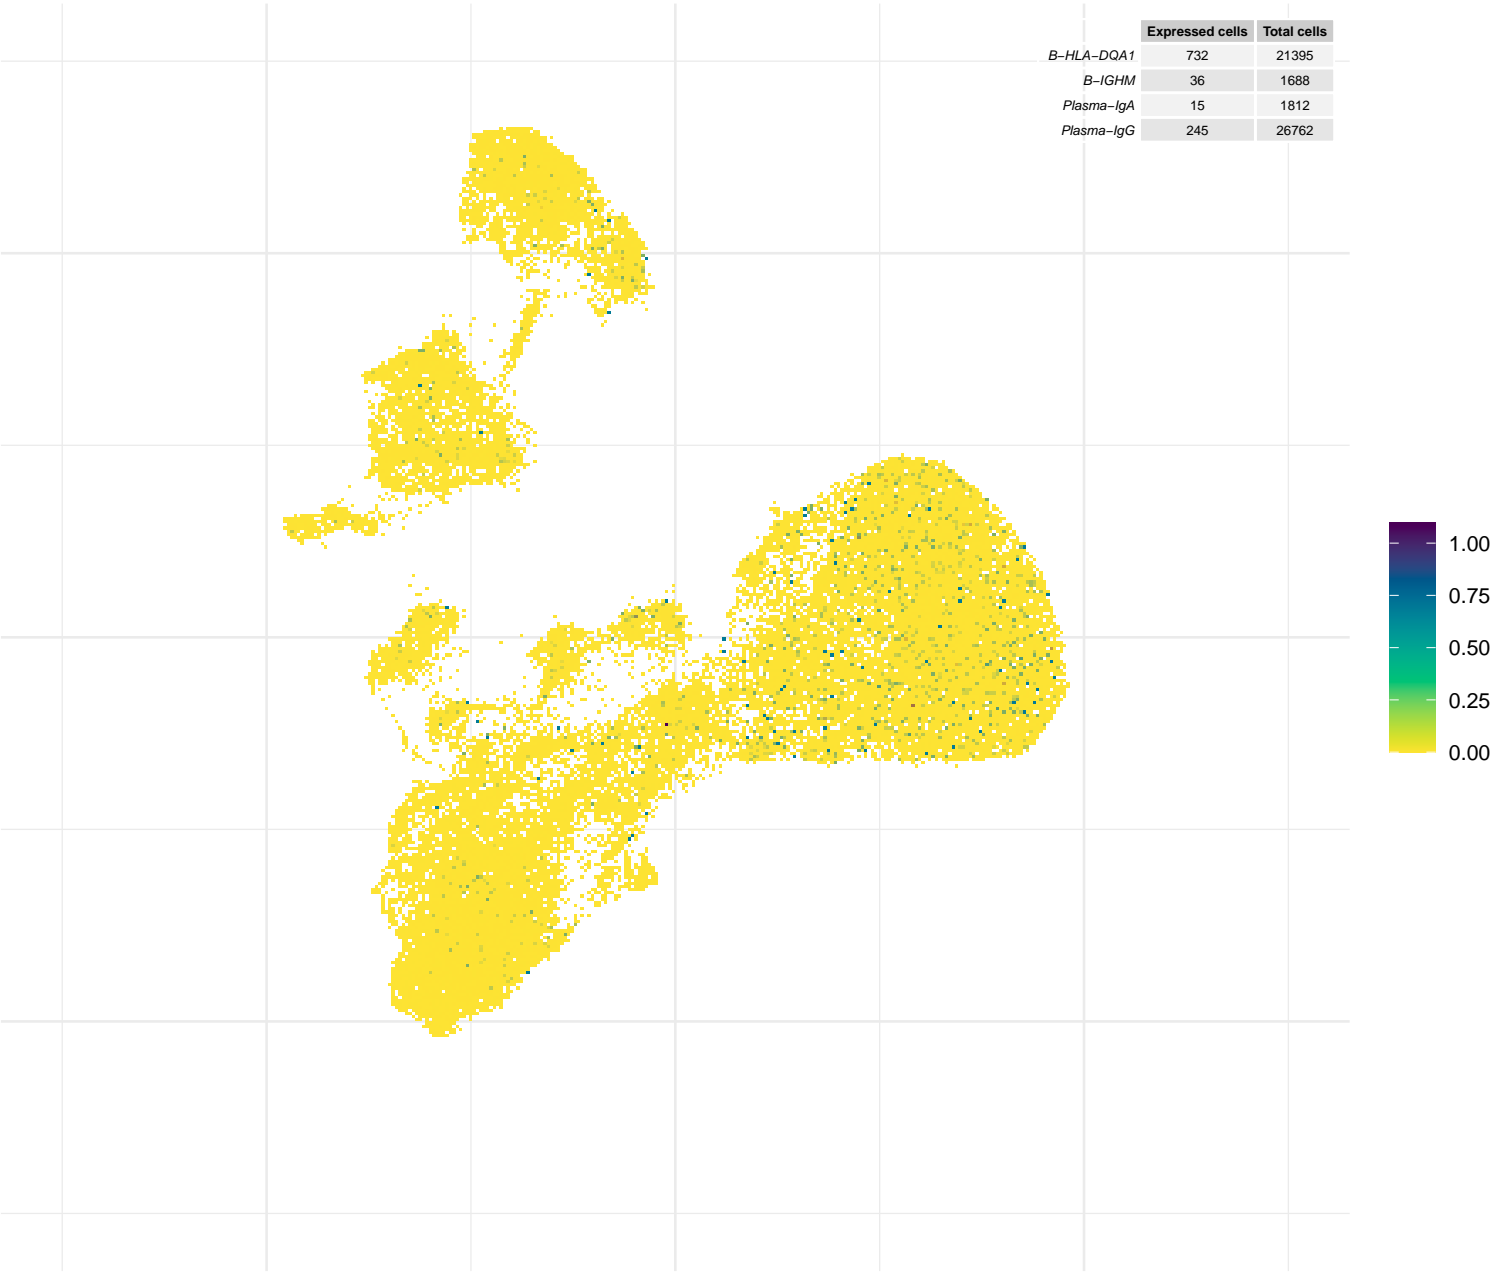 Expressed cells Total cells
B−HLA−DQA1 732 21395
B−IGHM 36 1688
Plasma−IgA 15 1812
Plasma−IgG 245 26762
1.00
0.75
0.50
0.25
0.00